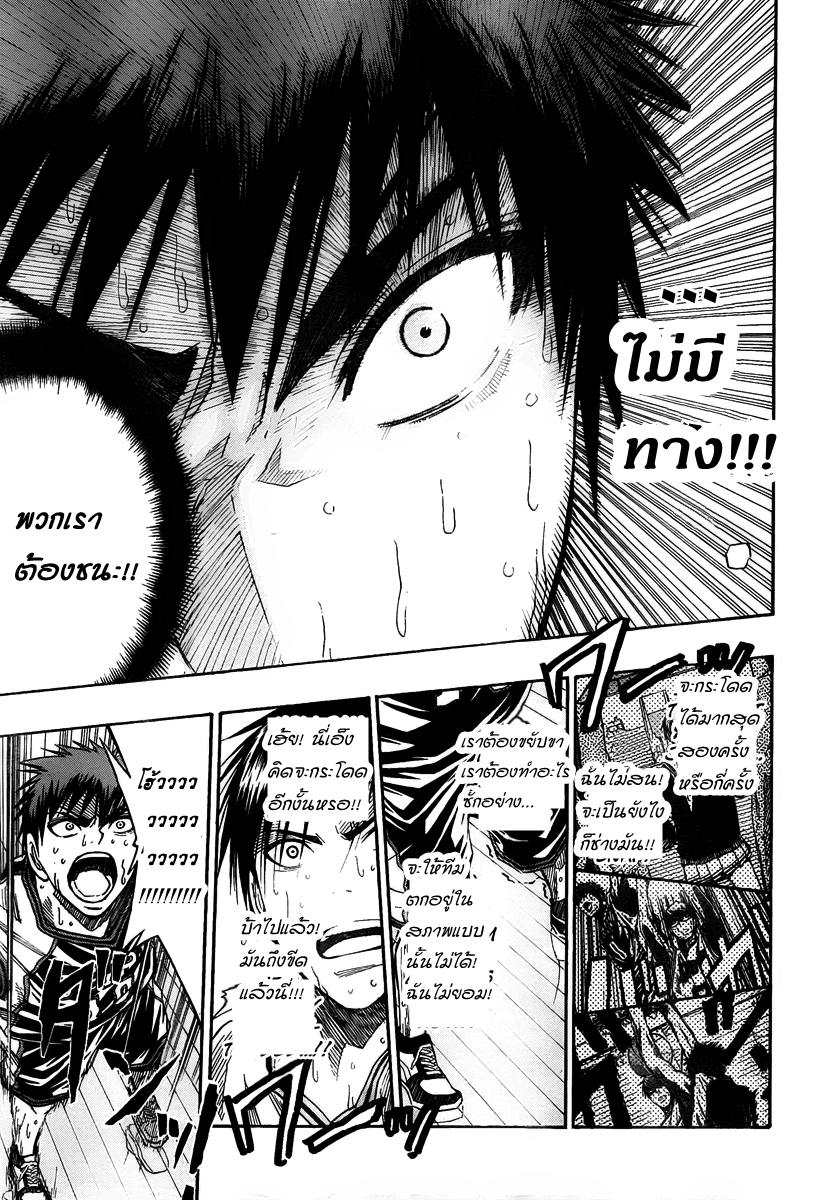 ...
ไม่มี
ทาง!!!
พวกเรา
ต้องชนะ!!
จะกระโดด
ได้มากสุด
สองครั้ง
หรือกี่ครั้ง
ฉันไม่สน!
จะเป็นยังไง
ก็ช่างมัน!!
เราต้องขยับขา
เราต้องทำอะไร
ซักอย่าง...
จะให้ทีม
ตกอยู่ใน
สภาพแบบ
นั้นไม่ได้!
ฉันไม่ยอม!
เฮ้ย! นี่เอ็ง
คิดจะกระโดด
อีกงั้นหรอ!!
บ้าไปแล้ว!
มันถึงขีด
แล้วนี่!!!
โฮ้วววว
ววววว
ววววว
!!!!!!!!!!!